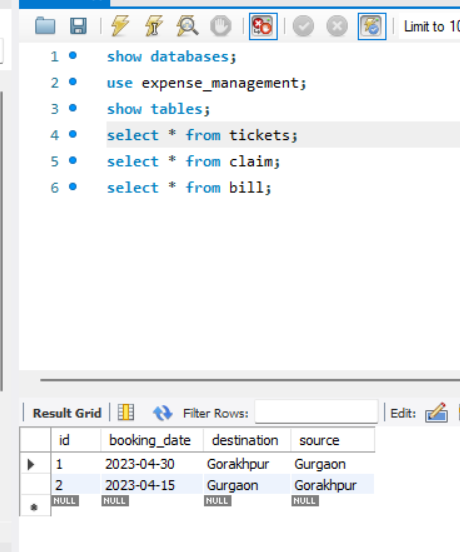 Limit to 10
1 show databases;
2 use expense_management;
3 show tables;
4 select * from tickets;
5 select * from claim;
6 select * from bill;
Result Grid Filter Rows: Edit:
id booking_date destination source
1 2023-04-30 Gorakhpur Gurgaon
2 2023-04-15 Gurgaon Gorakhpur
NULL NULL NULL NULL